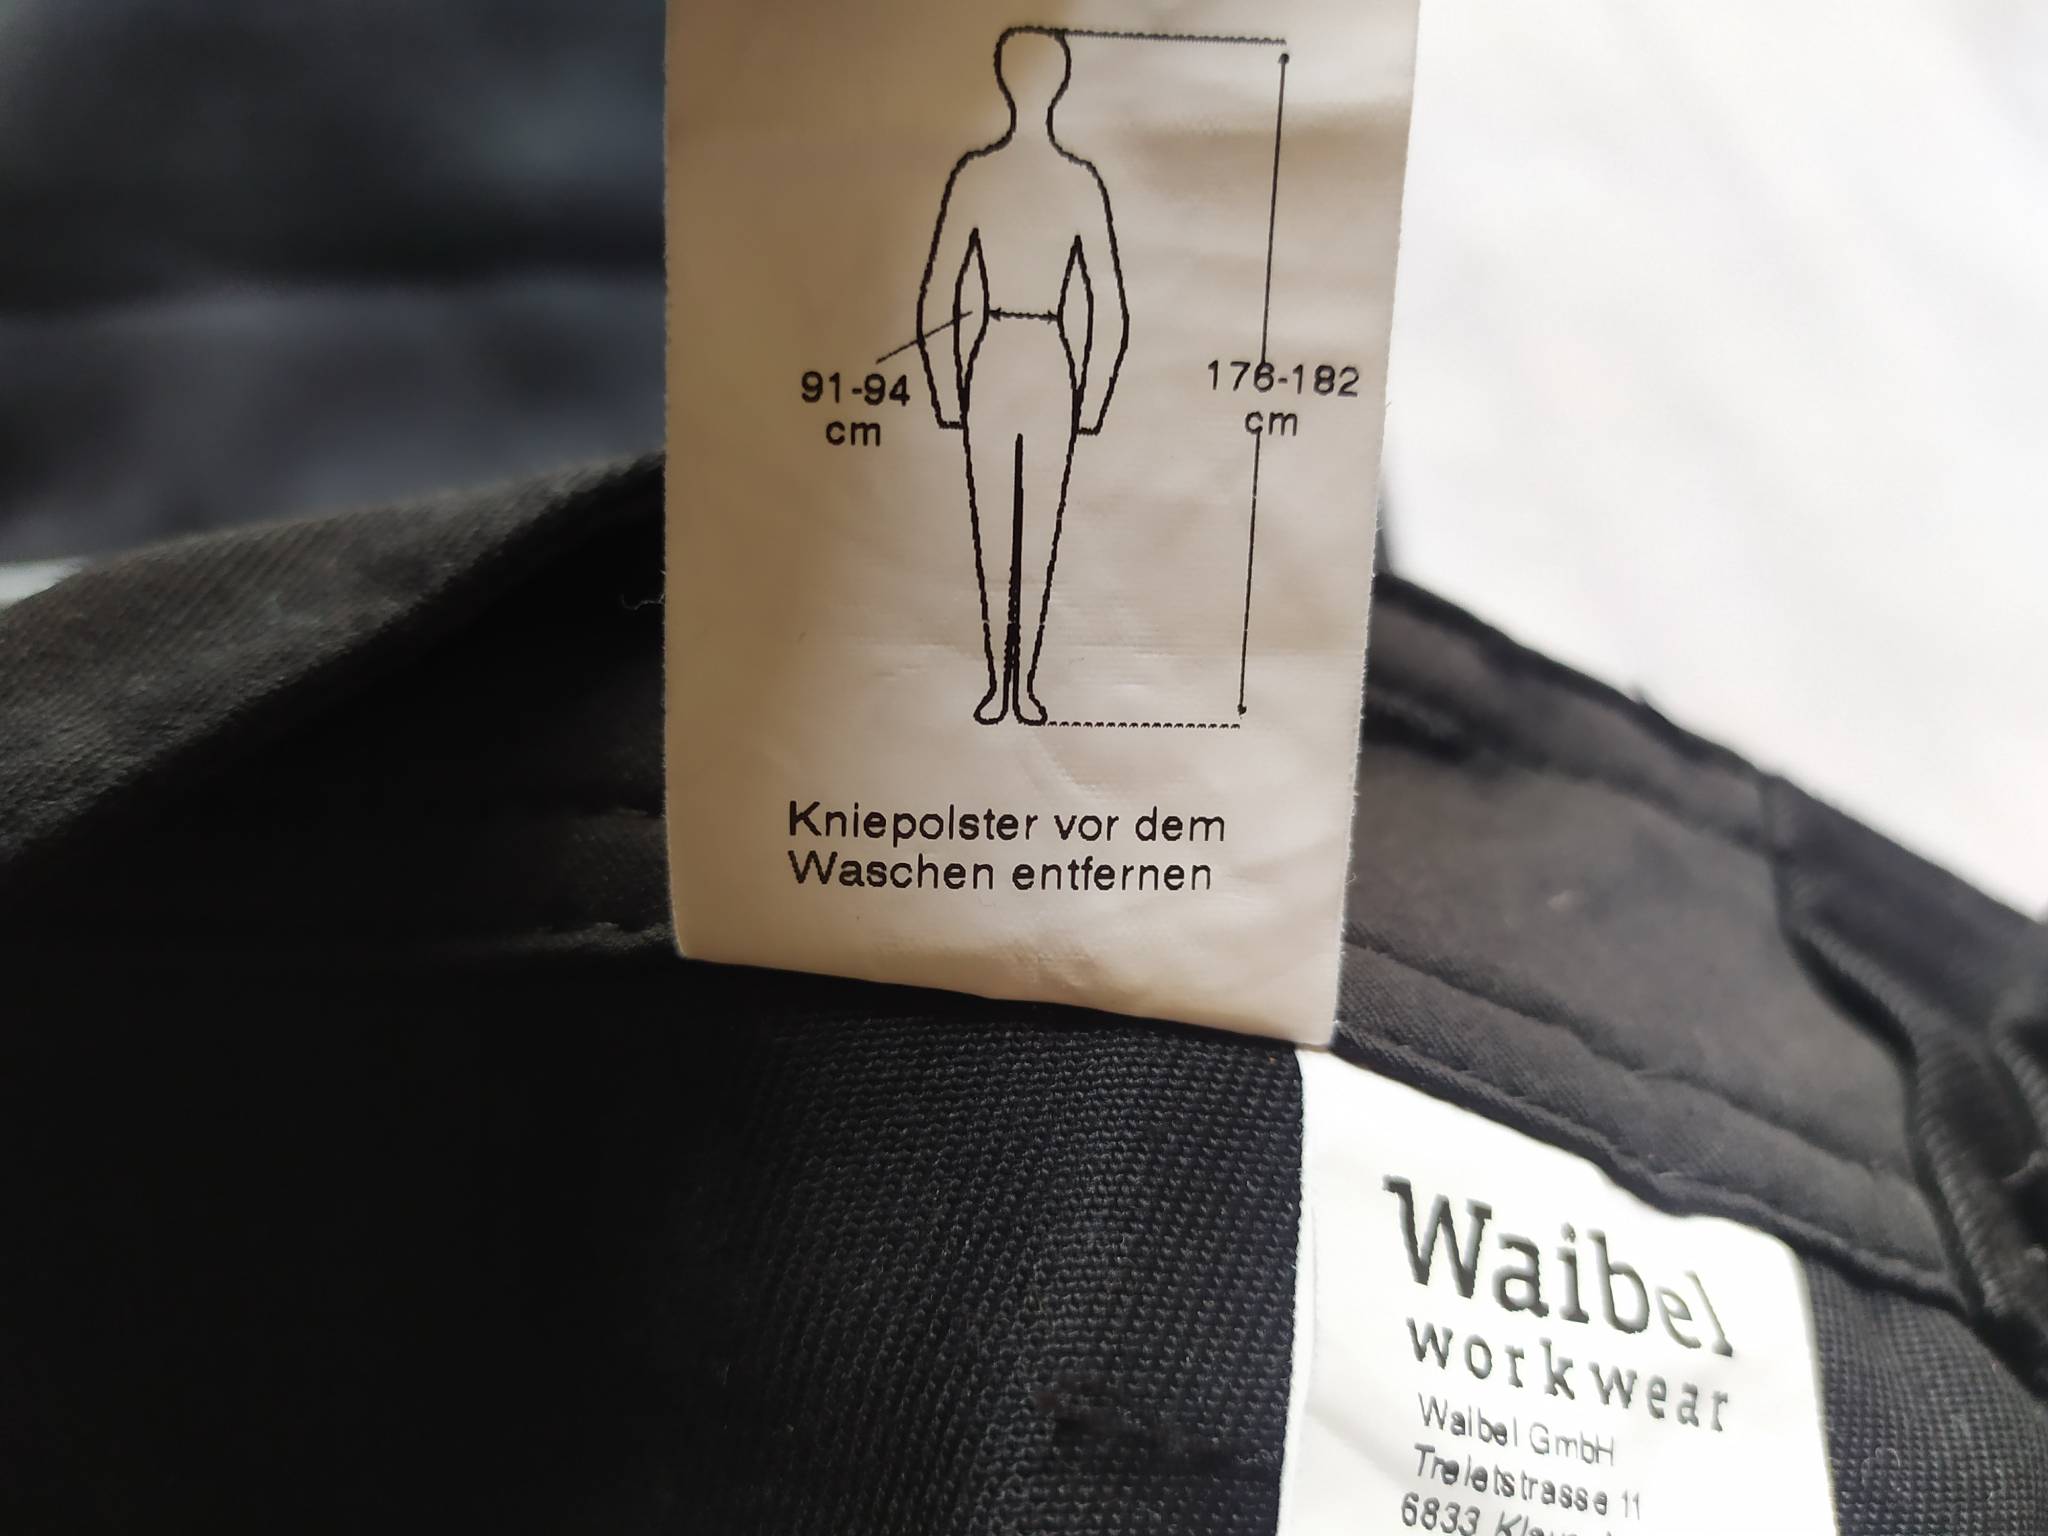 91-94
cm
176-182
cm
Kniepolster vor dem
Waschen entfernen
Waibel
workwear
Waibel GmbH
Treietstrasse 11
6833